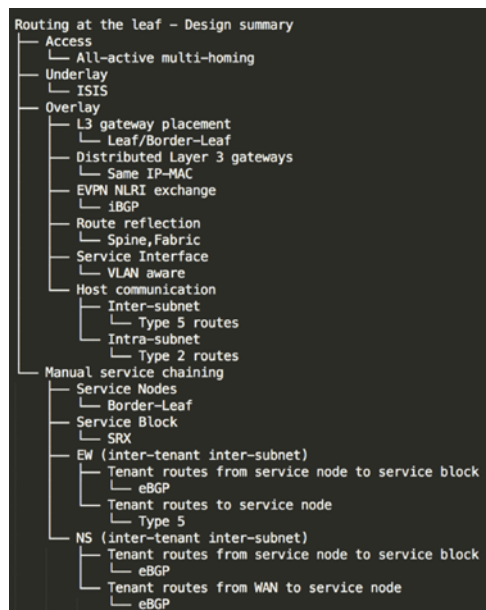 Routing at the leaf – Design summary
├── Access
│   └── All-active multi-homing
├── Underlay
│   └── ISIS
├── Overlay
│   ├── L3 gateway placement
│   │   └── Leaf/Border-Leaf
│   ├── Distributed Layer 3 gateways
│   │   └── Same IP-MAC
│   ├── EVPN NLRI exchange
│   │   └── iBGP
│   ├── Route reflection
│   │   └── Spine,Fabric
│   ├── Service Interface
│   │   └── VLAN aware
│   └── Host communication
│       ├── Inter-subnet
│       │   └── Type 5 routes
│       └── Intra-subnet
│           └── Type 2 routes
└── Manual service chaining
    ├── Service Nodes
    │   └── Border-Leaf
    ├── Service Block
    │   └── SRX
    ├── EW (inter-tenant inter-subnet)
    │   ├── Tenant routes from service node to service block
    │   │   └── eBGP
    │   └── Tenant routes to service node
    │       └── Type 5
    └── NS (inter-tenant inter-subnet)
        ├── Tenant routes from service node to service block
        │   └── eBGP
        └── Tenant routes from WAN to service node
            └── eBGP